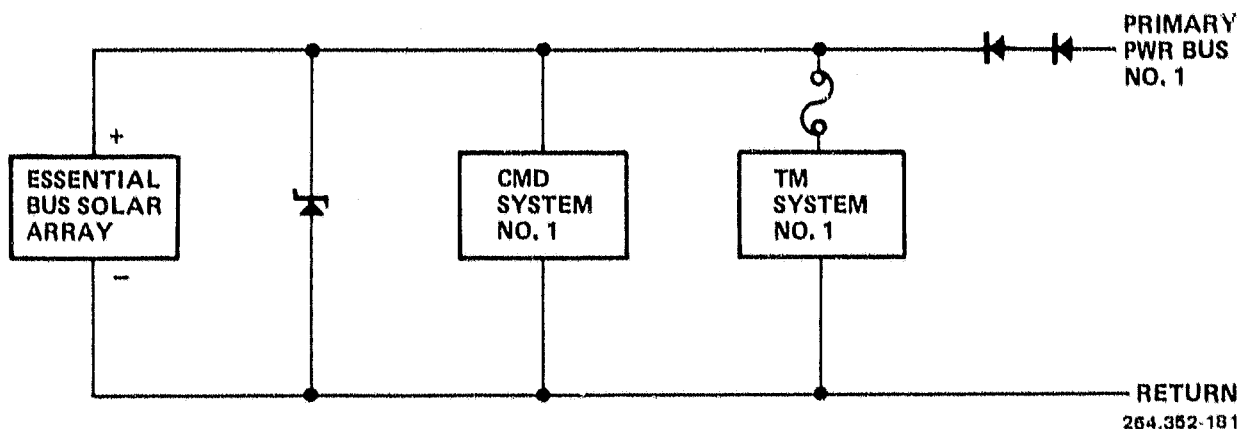 PRIMARY
PWR BUS
NO. 1
+
ESSENTIAL
BUS SOLAR
ARRAY
−
CMD
SYSTEM
NO. 1
TM
SYSTEM
NO. 1
RETURN
264.352-181